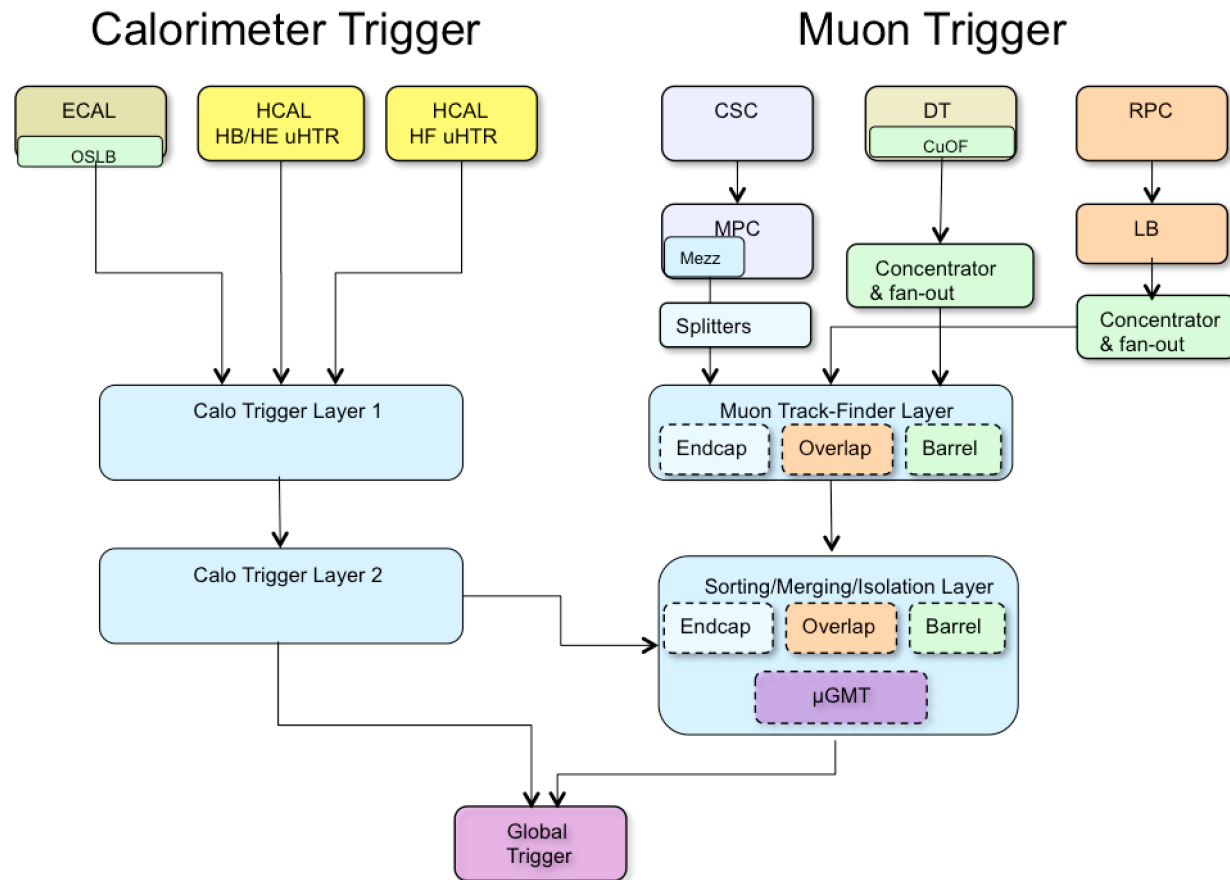 Calorimeter Trigger
Muon Trigger
ECAL
OSLB
HCAL
HB/HE uHTR
HCAL
HF uHTR
CSC
DT
CuOF
RPC
MPC
Mezz
LB
Concentrator
& fan-out
Splitters
Concentrator
& fan-out
Calo Trigger Layer 1
Muon Track-Finder Layer
Endcap
Overlap
Barrel
Calo Trigger Layer 2
Sorting/Merging/Isolation Layer
Endcap
Overlap
Barrel
µGMT
Global
Trigger